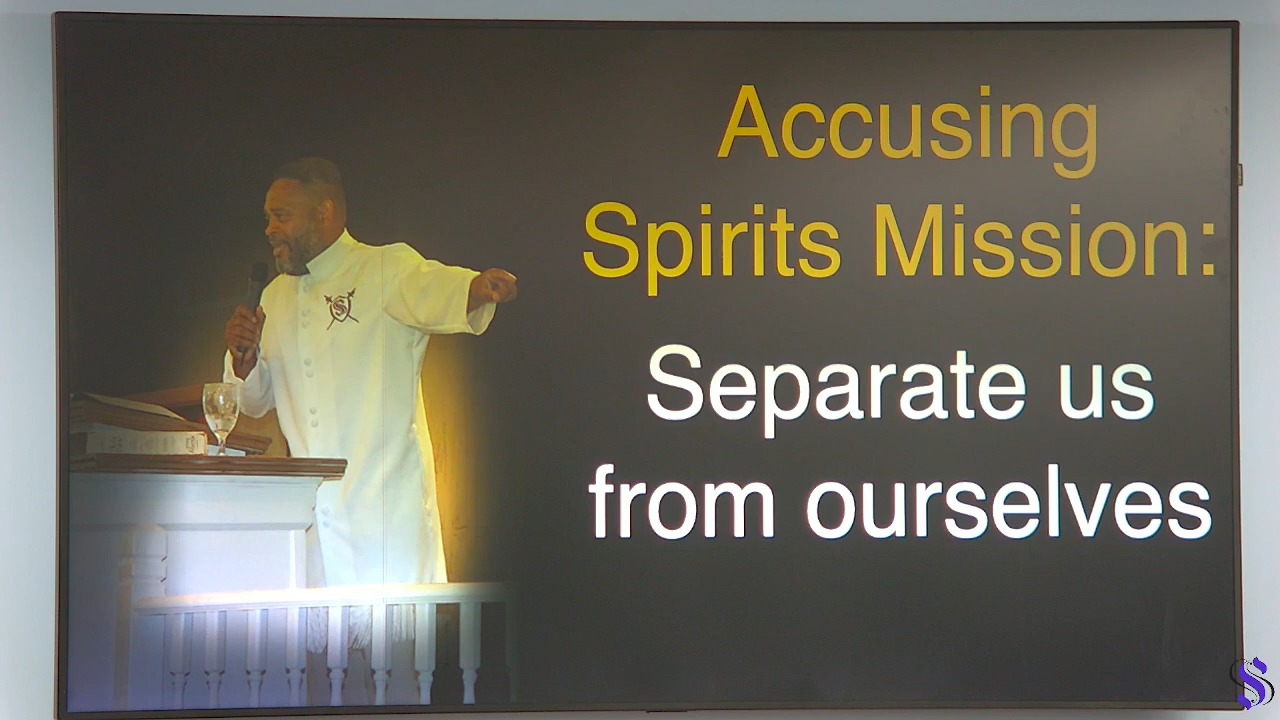 Accusing
Spirits Mission:
Separate us
from ourselves
S
S